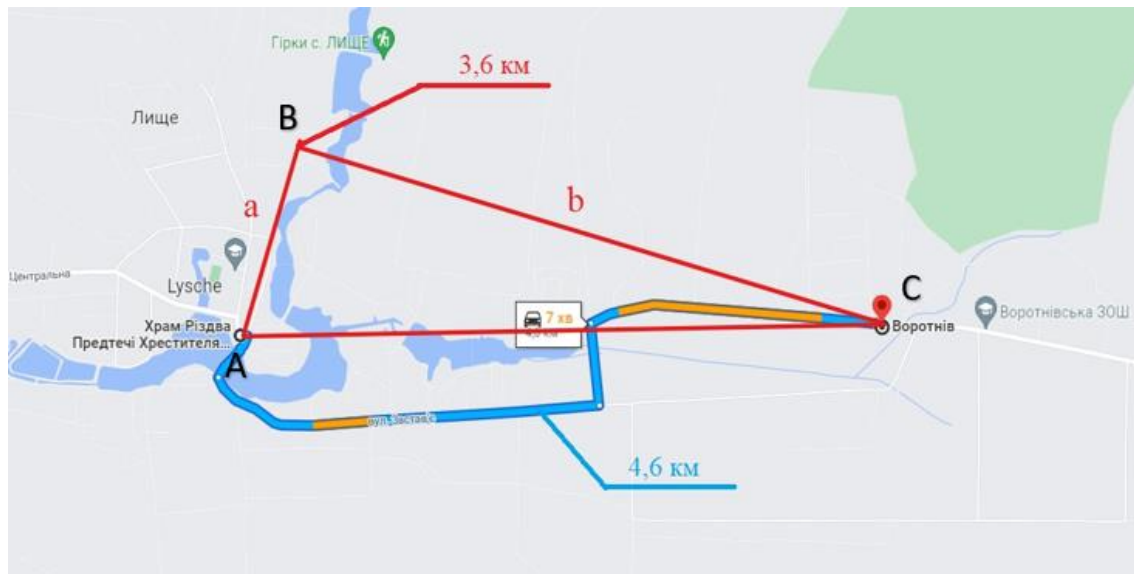 Гірки с. ЛИЩЕ
3,6 км
Лище
B
a
b
Центральна
Lysche
C
7 хв
Храм Різдва
Предтечі Хрестителя...
Воротнів
Воротнівська ЗОШ
A
вул.
4,6 км